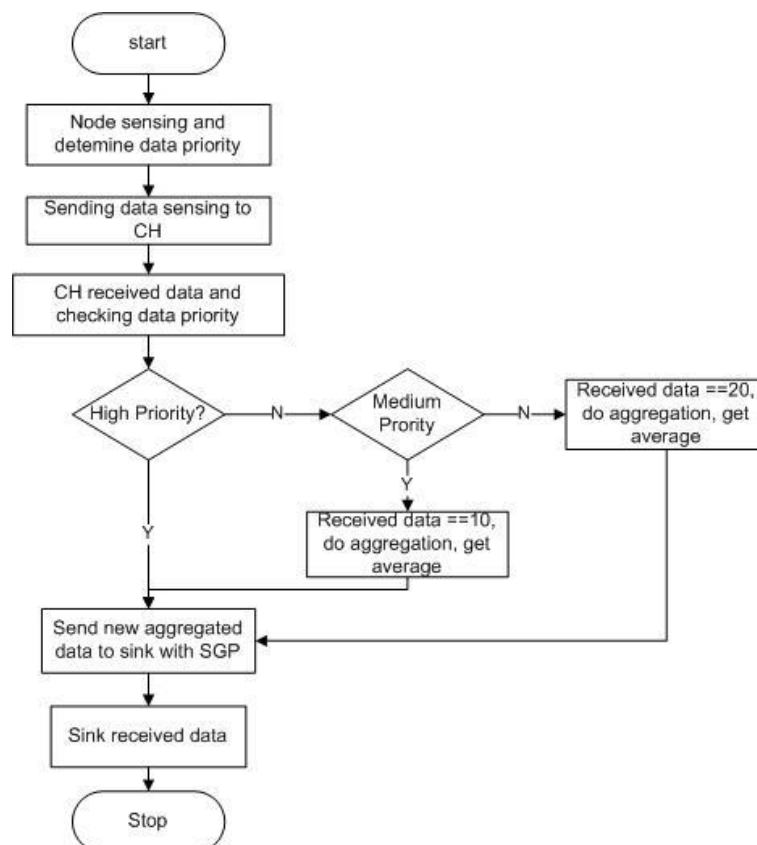 start
Node sensing and
detemine data priority
Sending data sensing to
CH
CH received data and
checking data priority
High Priority?
N
Medium
Prority
N
Received data ==20,
do aggregation, get
average
Y
Y
Received data ==10,
do aggregation, get
average
Send new aggregated
data to sink with SGP
Sink received data
Stop